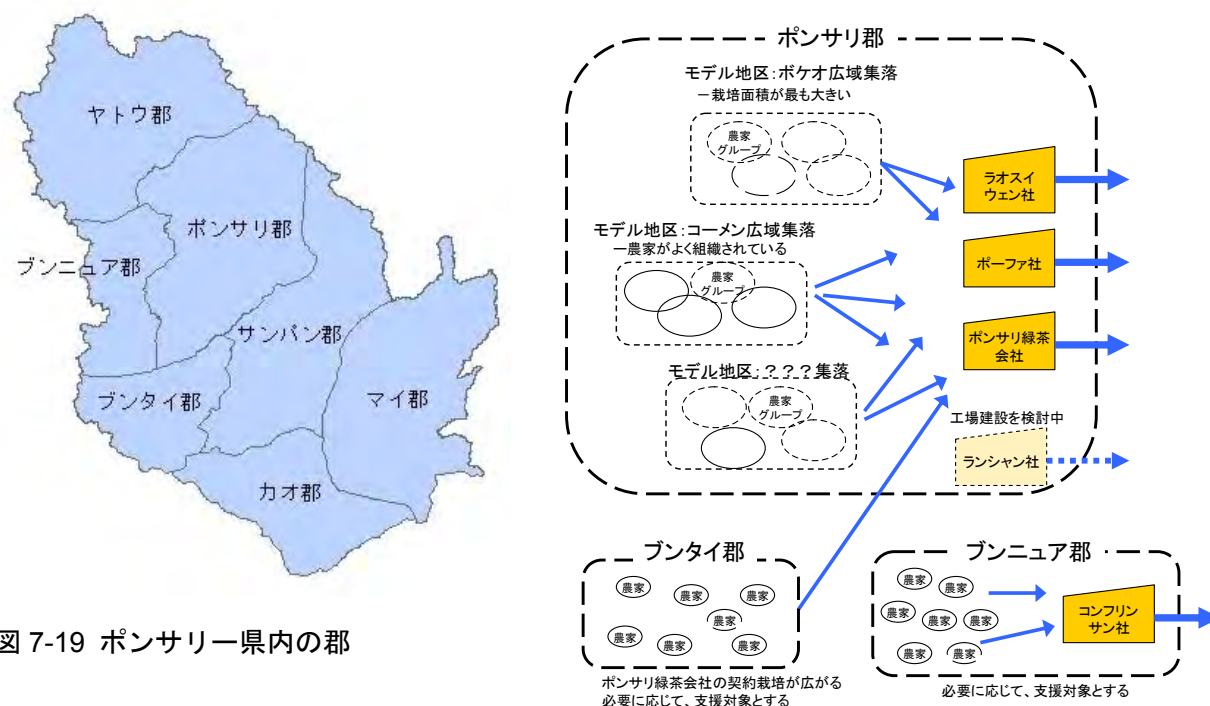 ヤトウ郡
ポンサリ郡
ブンニュア郡
サンパン郡
ブンタイ郡
マイ郡
カオ郡
図 7-19 ポンサリー県内の郡
ポンサリ郡
モデル地区:ボケオ広域集落
－栽培面積が最も大きい
農家
グループ
モデル地区:コーメン広域集落
－農家がよく組織されている
農家
グループ
モデル地区:？？？集落
農家
グループ
ラオスイ
ウェン社
ポーファ社
ポンサリ緑茶
会社
工場建設を検討中
ランシャン社
ブンタイ郡
農家
農家
農家
農家
農家
農家
農家
ポンサリ緑茶会社の契約栽培が広がる
必要に応じて、支援対象とする
ブンニュア郡
農家
農家
農家
農家
農家
農家
農家
コンフリン
サン社
必要に応じて、支援対象とする